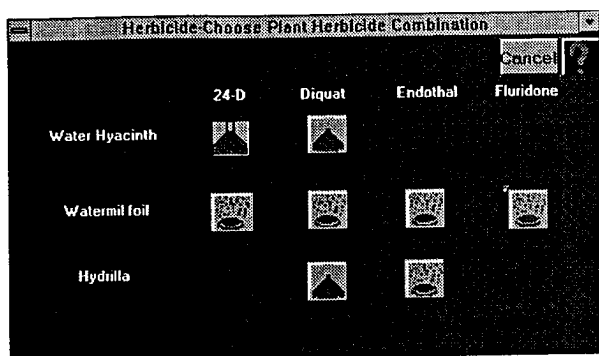 Herbicide-Choose Plant Herbicide Combination
Cancel ?
24-D Diquat Endothal Fluridone
Water Hyacinth
Watermil foil
Hydrilla